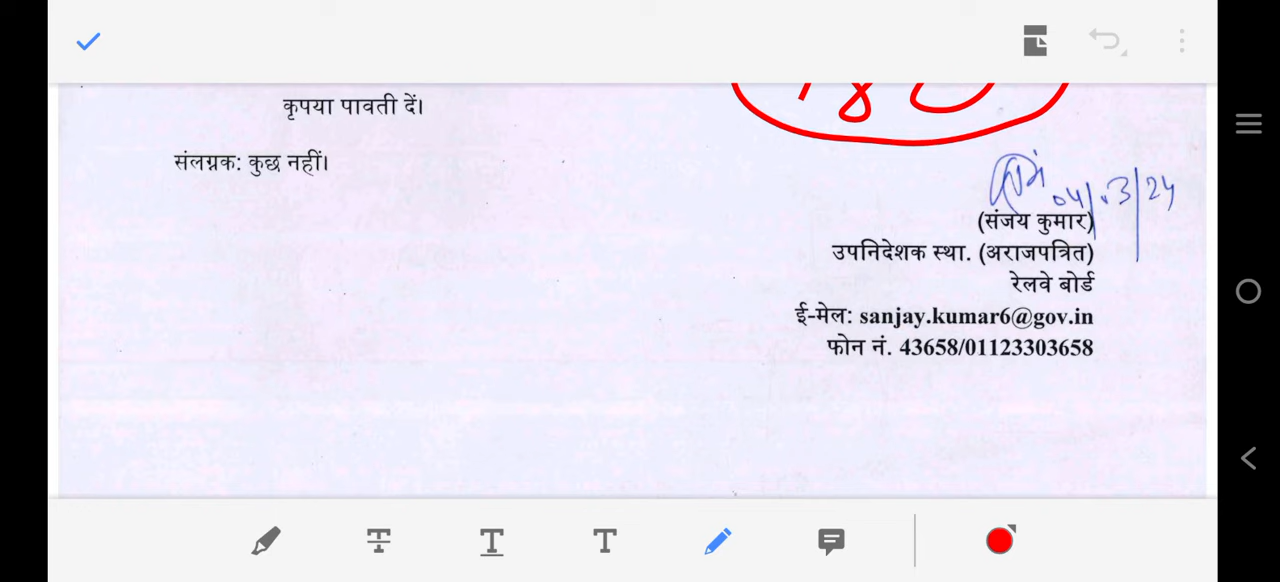 कृपया पावती दें।
संलग्नक: कुछ नहीं।
04/.3/24
(संजय कुमार)
उपनिदेशक स्था. (अराजपत्रित)
रेलवे बोर्ड
ई-मेल: sanjay.kumar6@gov.in
फोन नं. 43658/01123303658